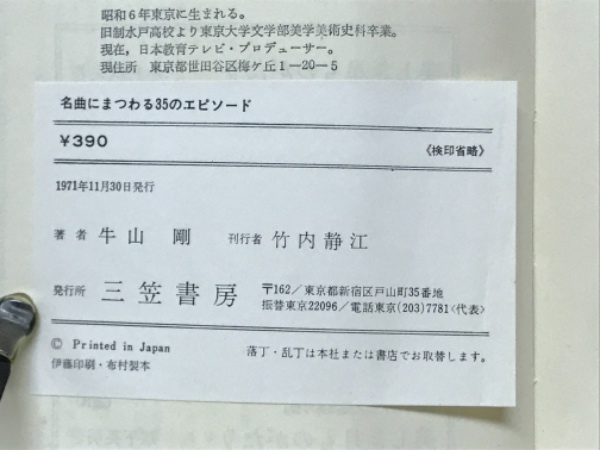 昭和6年東京に生まれる。
旧制水戸高校より東京大学文学部美学美術史科卒業。
現在，日本教育テレビ・プロデューサー。
現住所　東京都世田谷区梅ケ丘1－20－5
名曲にまつわる35のエピソード
￥390　《検印省略》
1971年11月30日発行
著者　牛山　剛　刊行者　竹内静江
発行所　三笠書房　〒162／東京都新宿区戸山町35番地
振替東京22096／電話東京(203)7781<代表>
© Printed in Japan　落丁・乱丁は本社または書店でお取替します。
伊藤印刷・布村製本